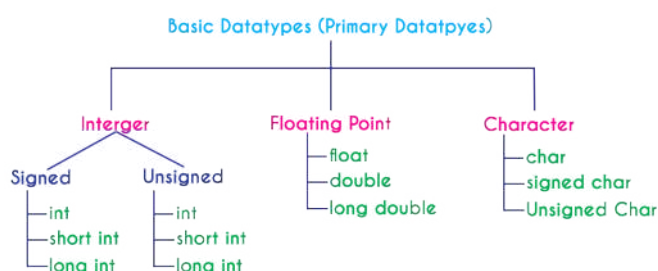 Basic Datatypes (Primary Datatpyes)
Interger Floating Point Character
float char
Signed Unsigned double signed char
long double Unsigned Char
int int
short int short int
long int long int